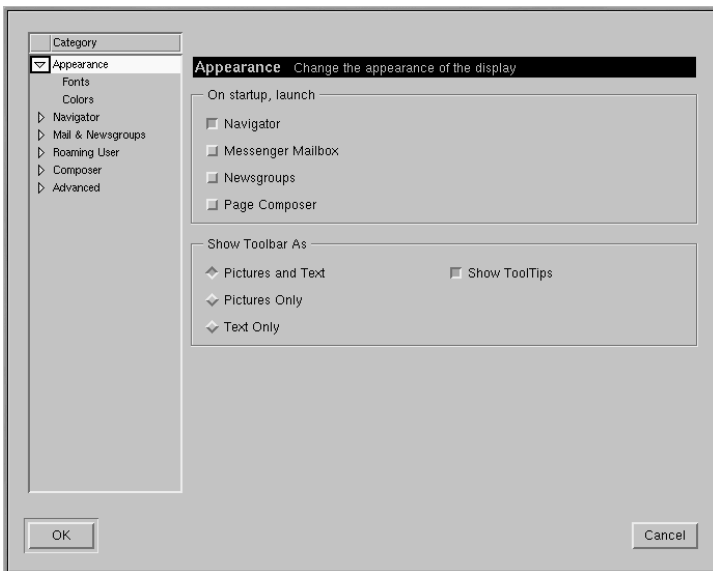 Category
Appearance
Fonts
Colors
Navigator
Mail & Newsgroups
Roaming User
Composer
Advanced
Appearance Change the appearance of the display
On startup, launch
Navigator
Messenger Mailbox
Newsgroups
Page Composer
Show Toolbar As
Pictures and Text Show ToolTips
Pictures Only
Text Only
OK Cancel